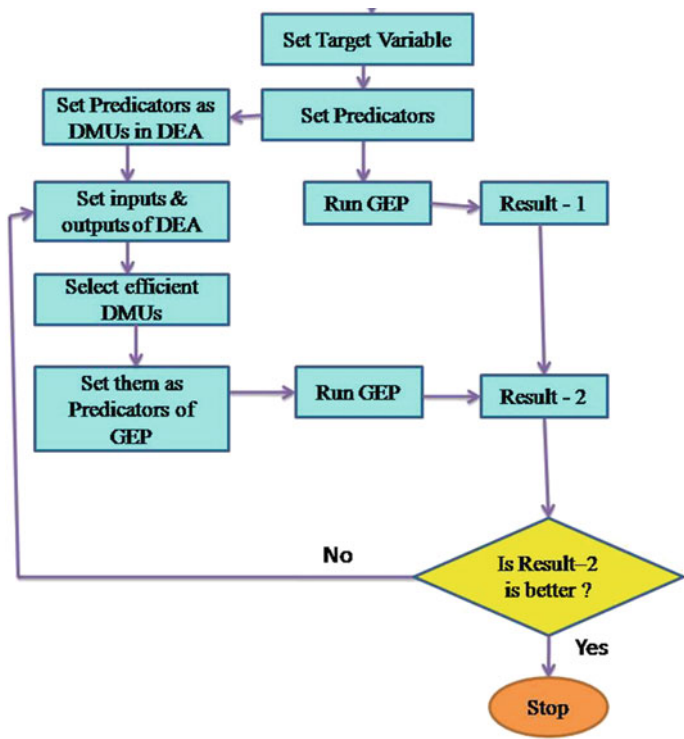 Set Target Variable
Set Predicators as
DMUs in DEA
Set Predicators
Set inputs &
outputs of DEA
Run GEP
Result - 1
Select efficient
DMUs
Set them as
Predicators of
GEP
Run GEP
Result - 2
No
Is Result–2
is better ?
Yes
Stop